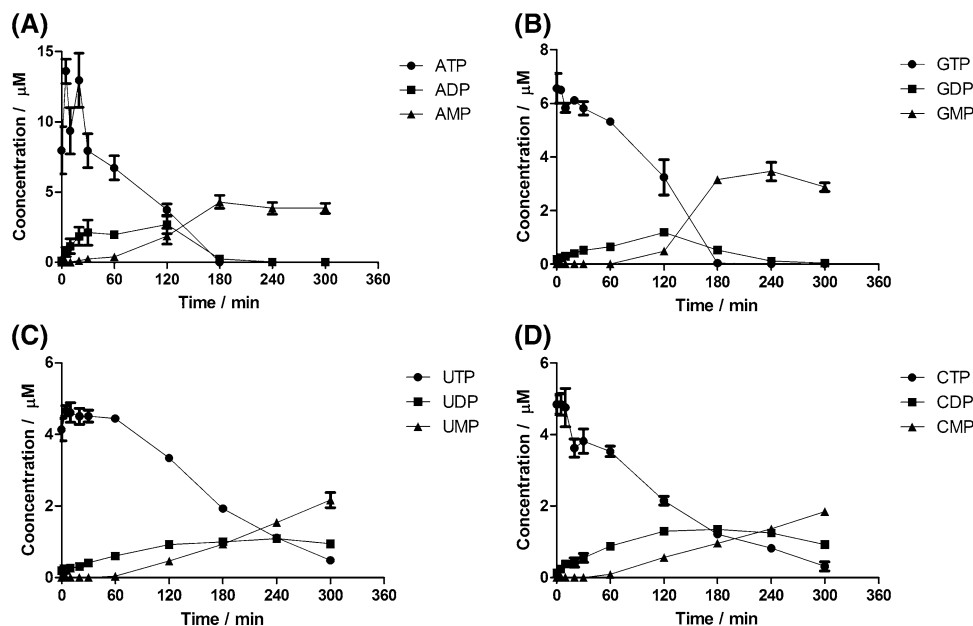 (A)
15
10
5
0
Cooncentration / μM
0 60 120 180 240 300 360
Time / min
ATP
ADP
AMP
(B)
8
6
4
2
0
Cooncentration / μM
0 60 120 180 240 300 360
Time / min
GTP
GDP
GMP
(C)
6
4
2
0
Cooncentration / μM
0 60 120 180 240 300 360
Time / min
UTP
UDP
UMP
(D)
6
4
2
0
Cooncentration / μM
0 60 120 180 240 300 360
Time / min
CTP
CDP
CMP